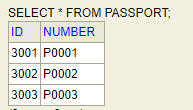 SELECT * FROM PASSPORT;
ID NUMBER
3001 P0001
3002 P0002
3003 P0003